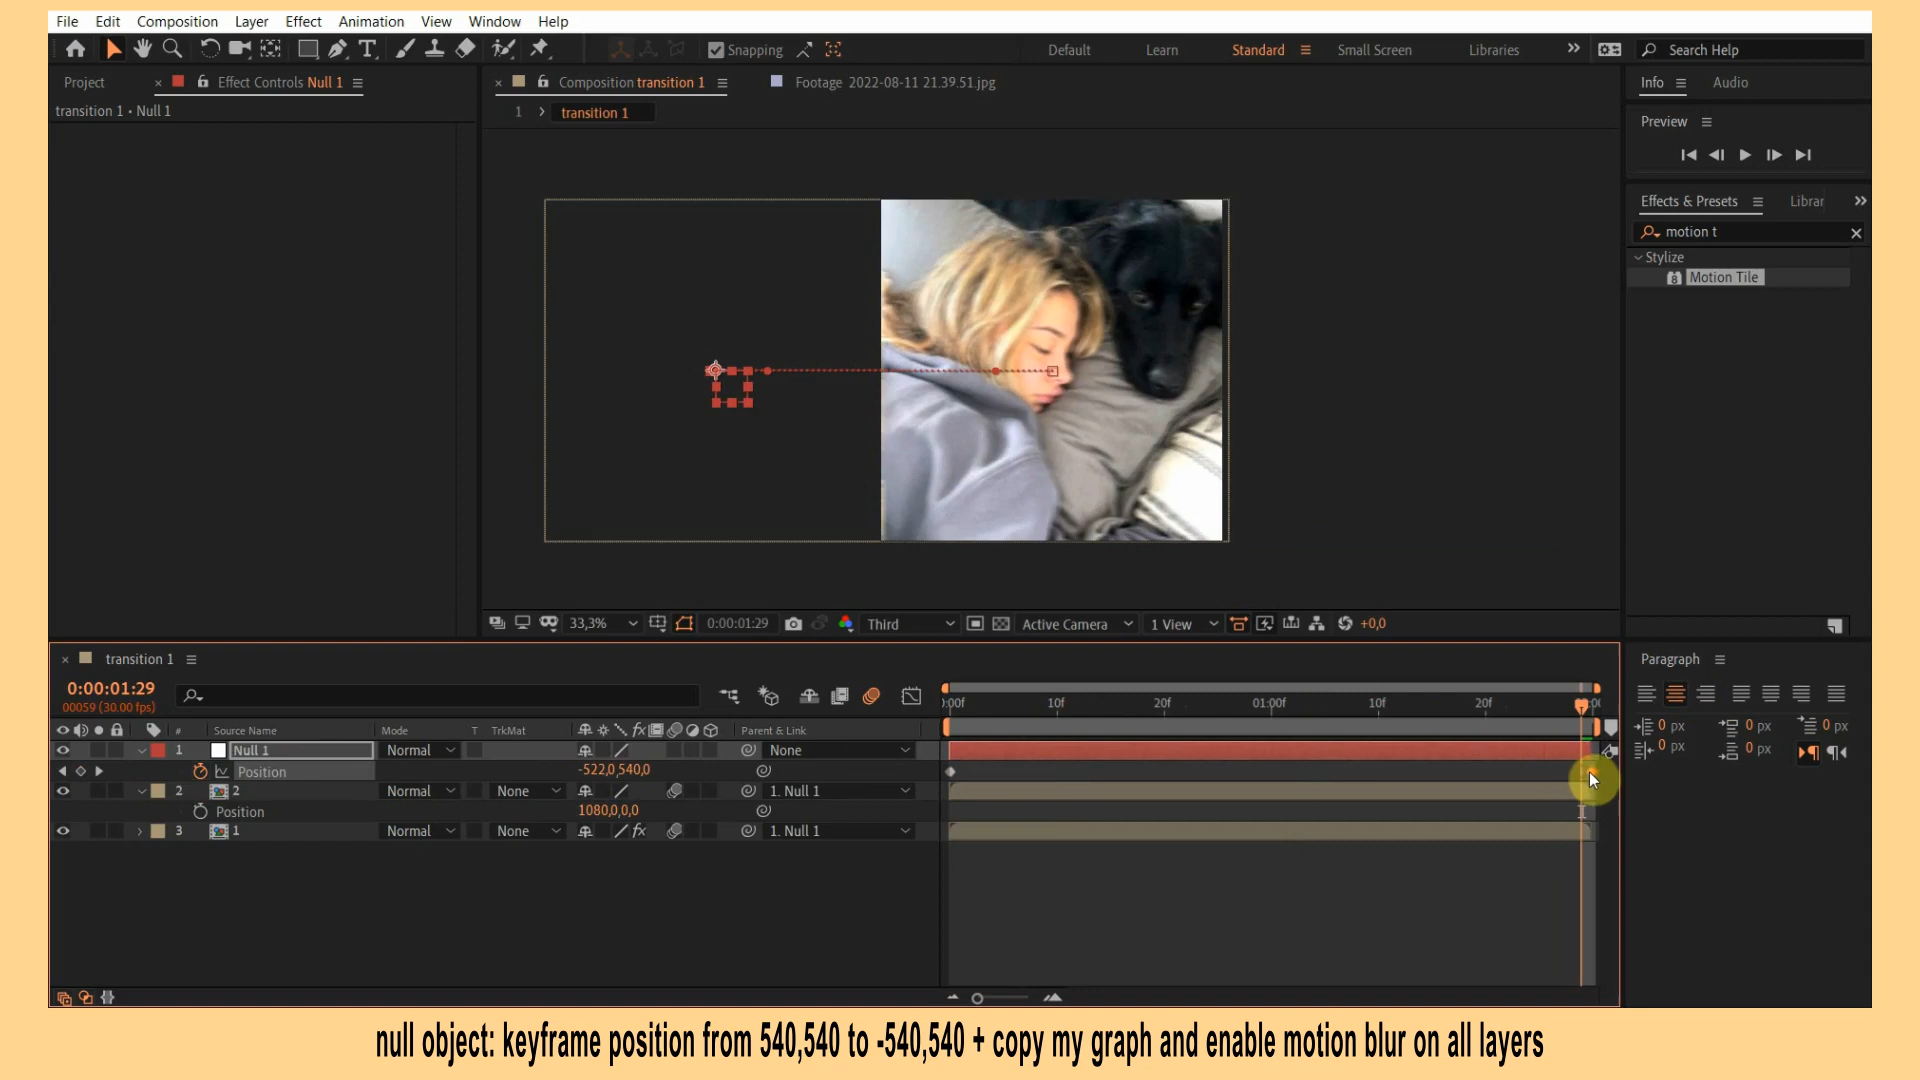 File Edit Composition Layer Effect Animation View Window Help
Snapping Default Learn Standard Small Screen Libraries Search Help
Project Effect Controls Null 1 Composition transition 1 Footage 2022-08-11 21.39.51.jpg Info Audio
transition 1 • Null 1
1 transition 1
Preview
Effects & Presets Librar
motion t
Stylize
Motion Tile
33,3% 0:00:01:29 Third Active Camera 1 View +0,0
transition 1
Paragraph
0:00:01:29
00059 (30.00 fps)
:00f 10f 20f 01:00f 10f 20f
# Source Name Mode T TrkMat Parent & Link
1 Null 1 Normal None
Position -522,0,540,0
2 2 Normal None 1. Null 1
Position 1080,0,0,0
3 1 Normal None 1. Null 1
0 px 0 px 0 px
0 px 0 px
null object: keyframe position from 540,540 to -540,540 + copy my graph and enable motion blur on all layers